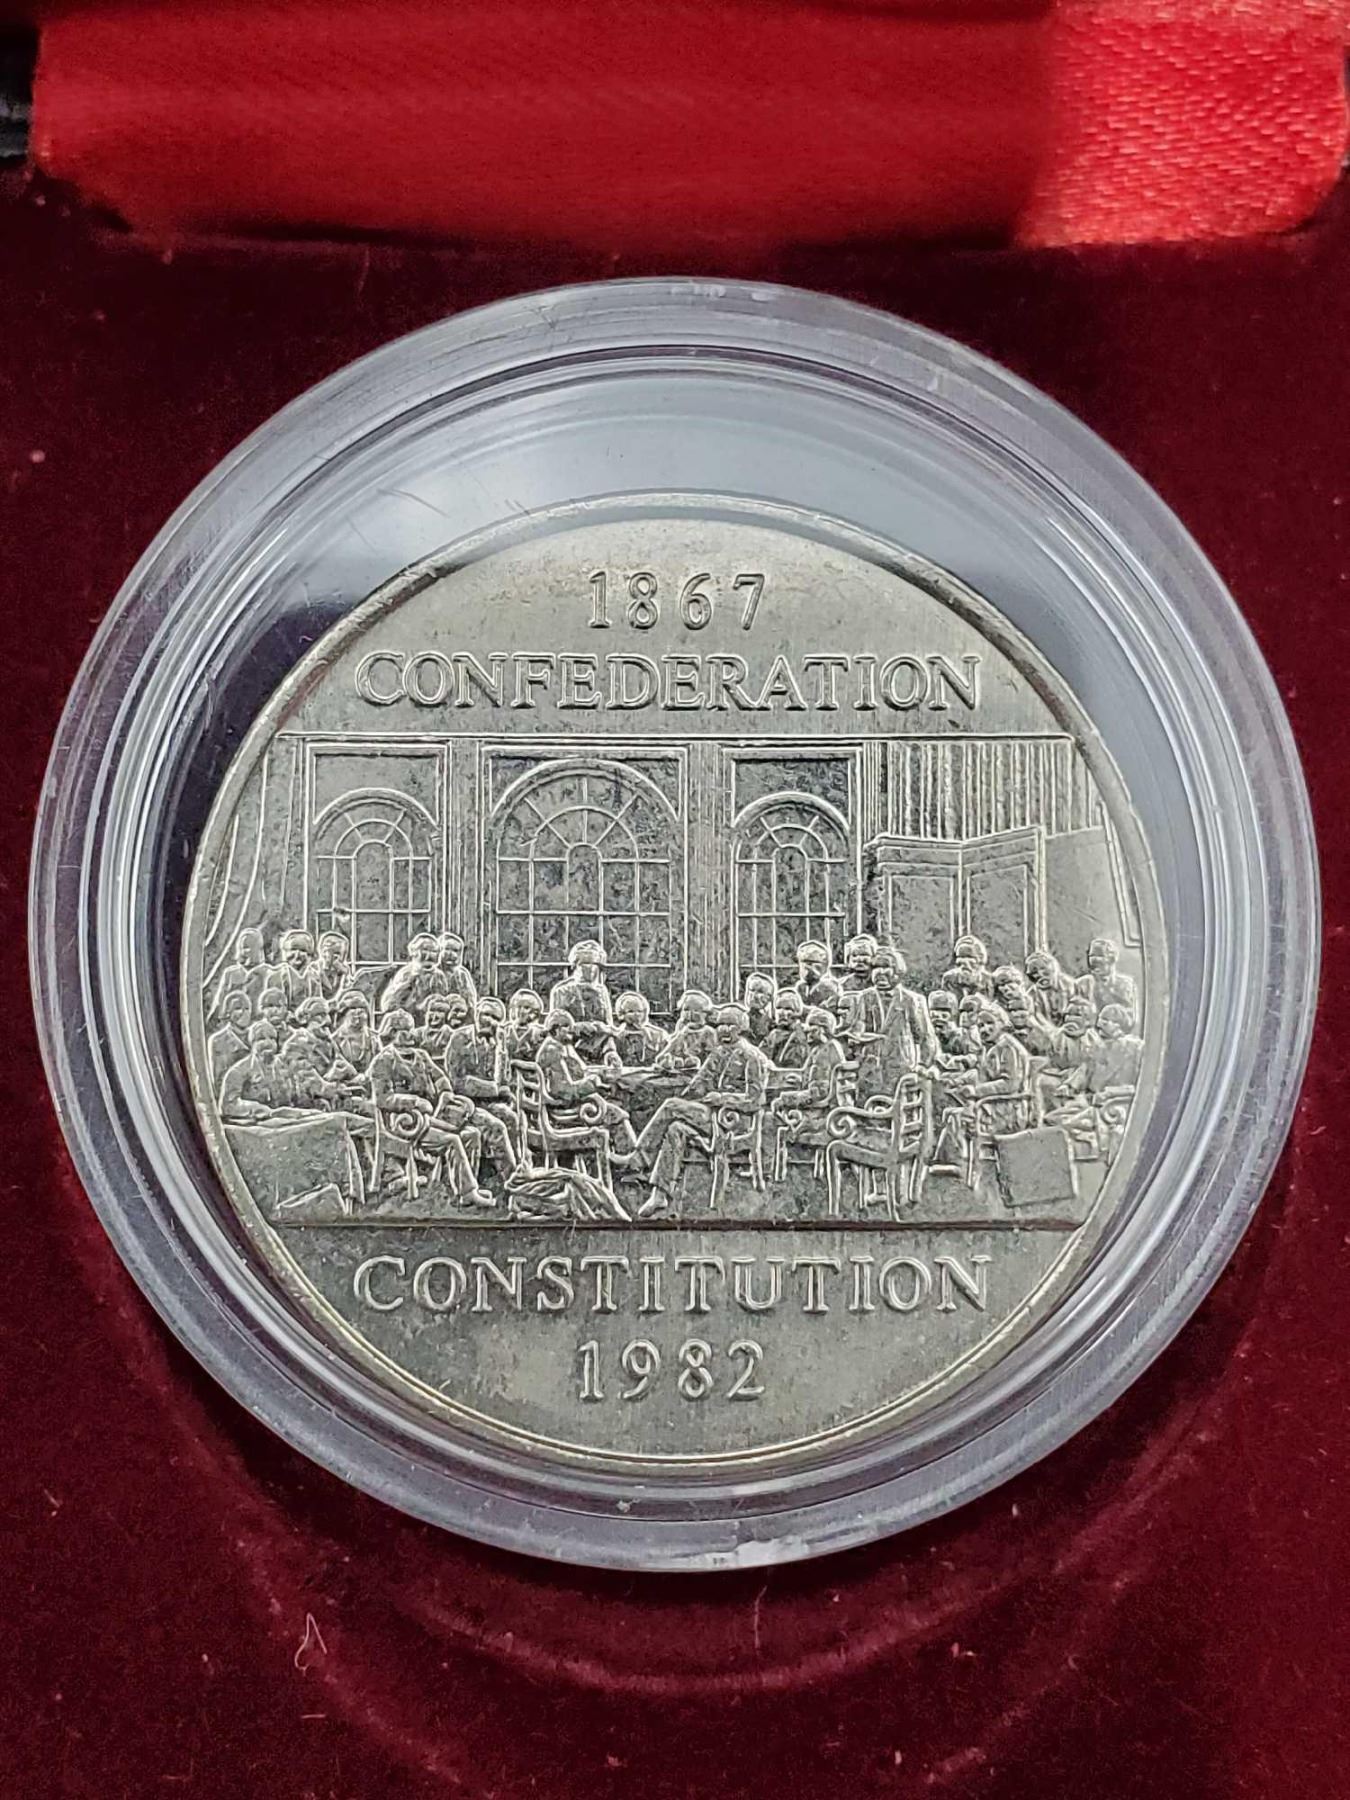 1867
CONFEDERATION
CONSTITUTION
1982